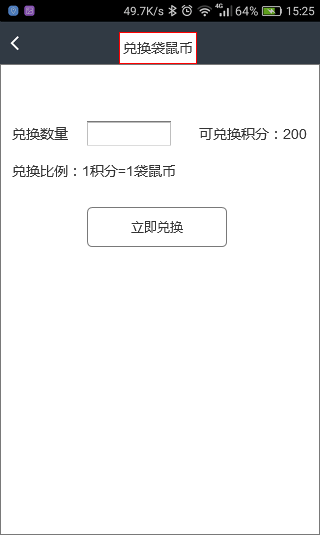 49.7K/s 4G 64% 15:25
兑换袋鼠币
兑换数量 可兑换积分：200
兑换比例：1积分=1袋鼠币
立即兑换